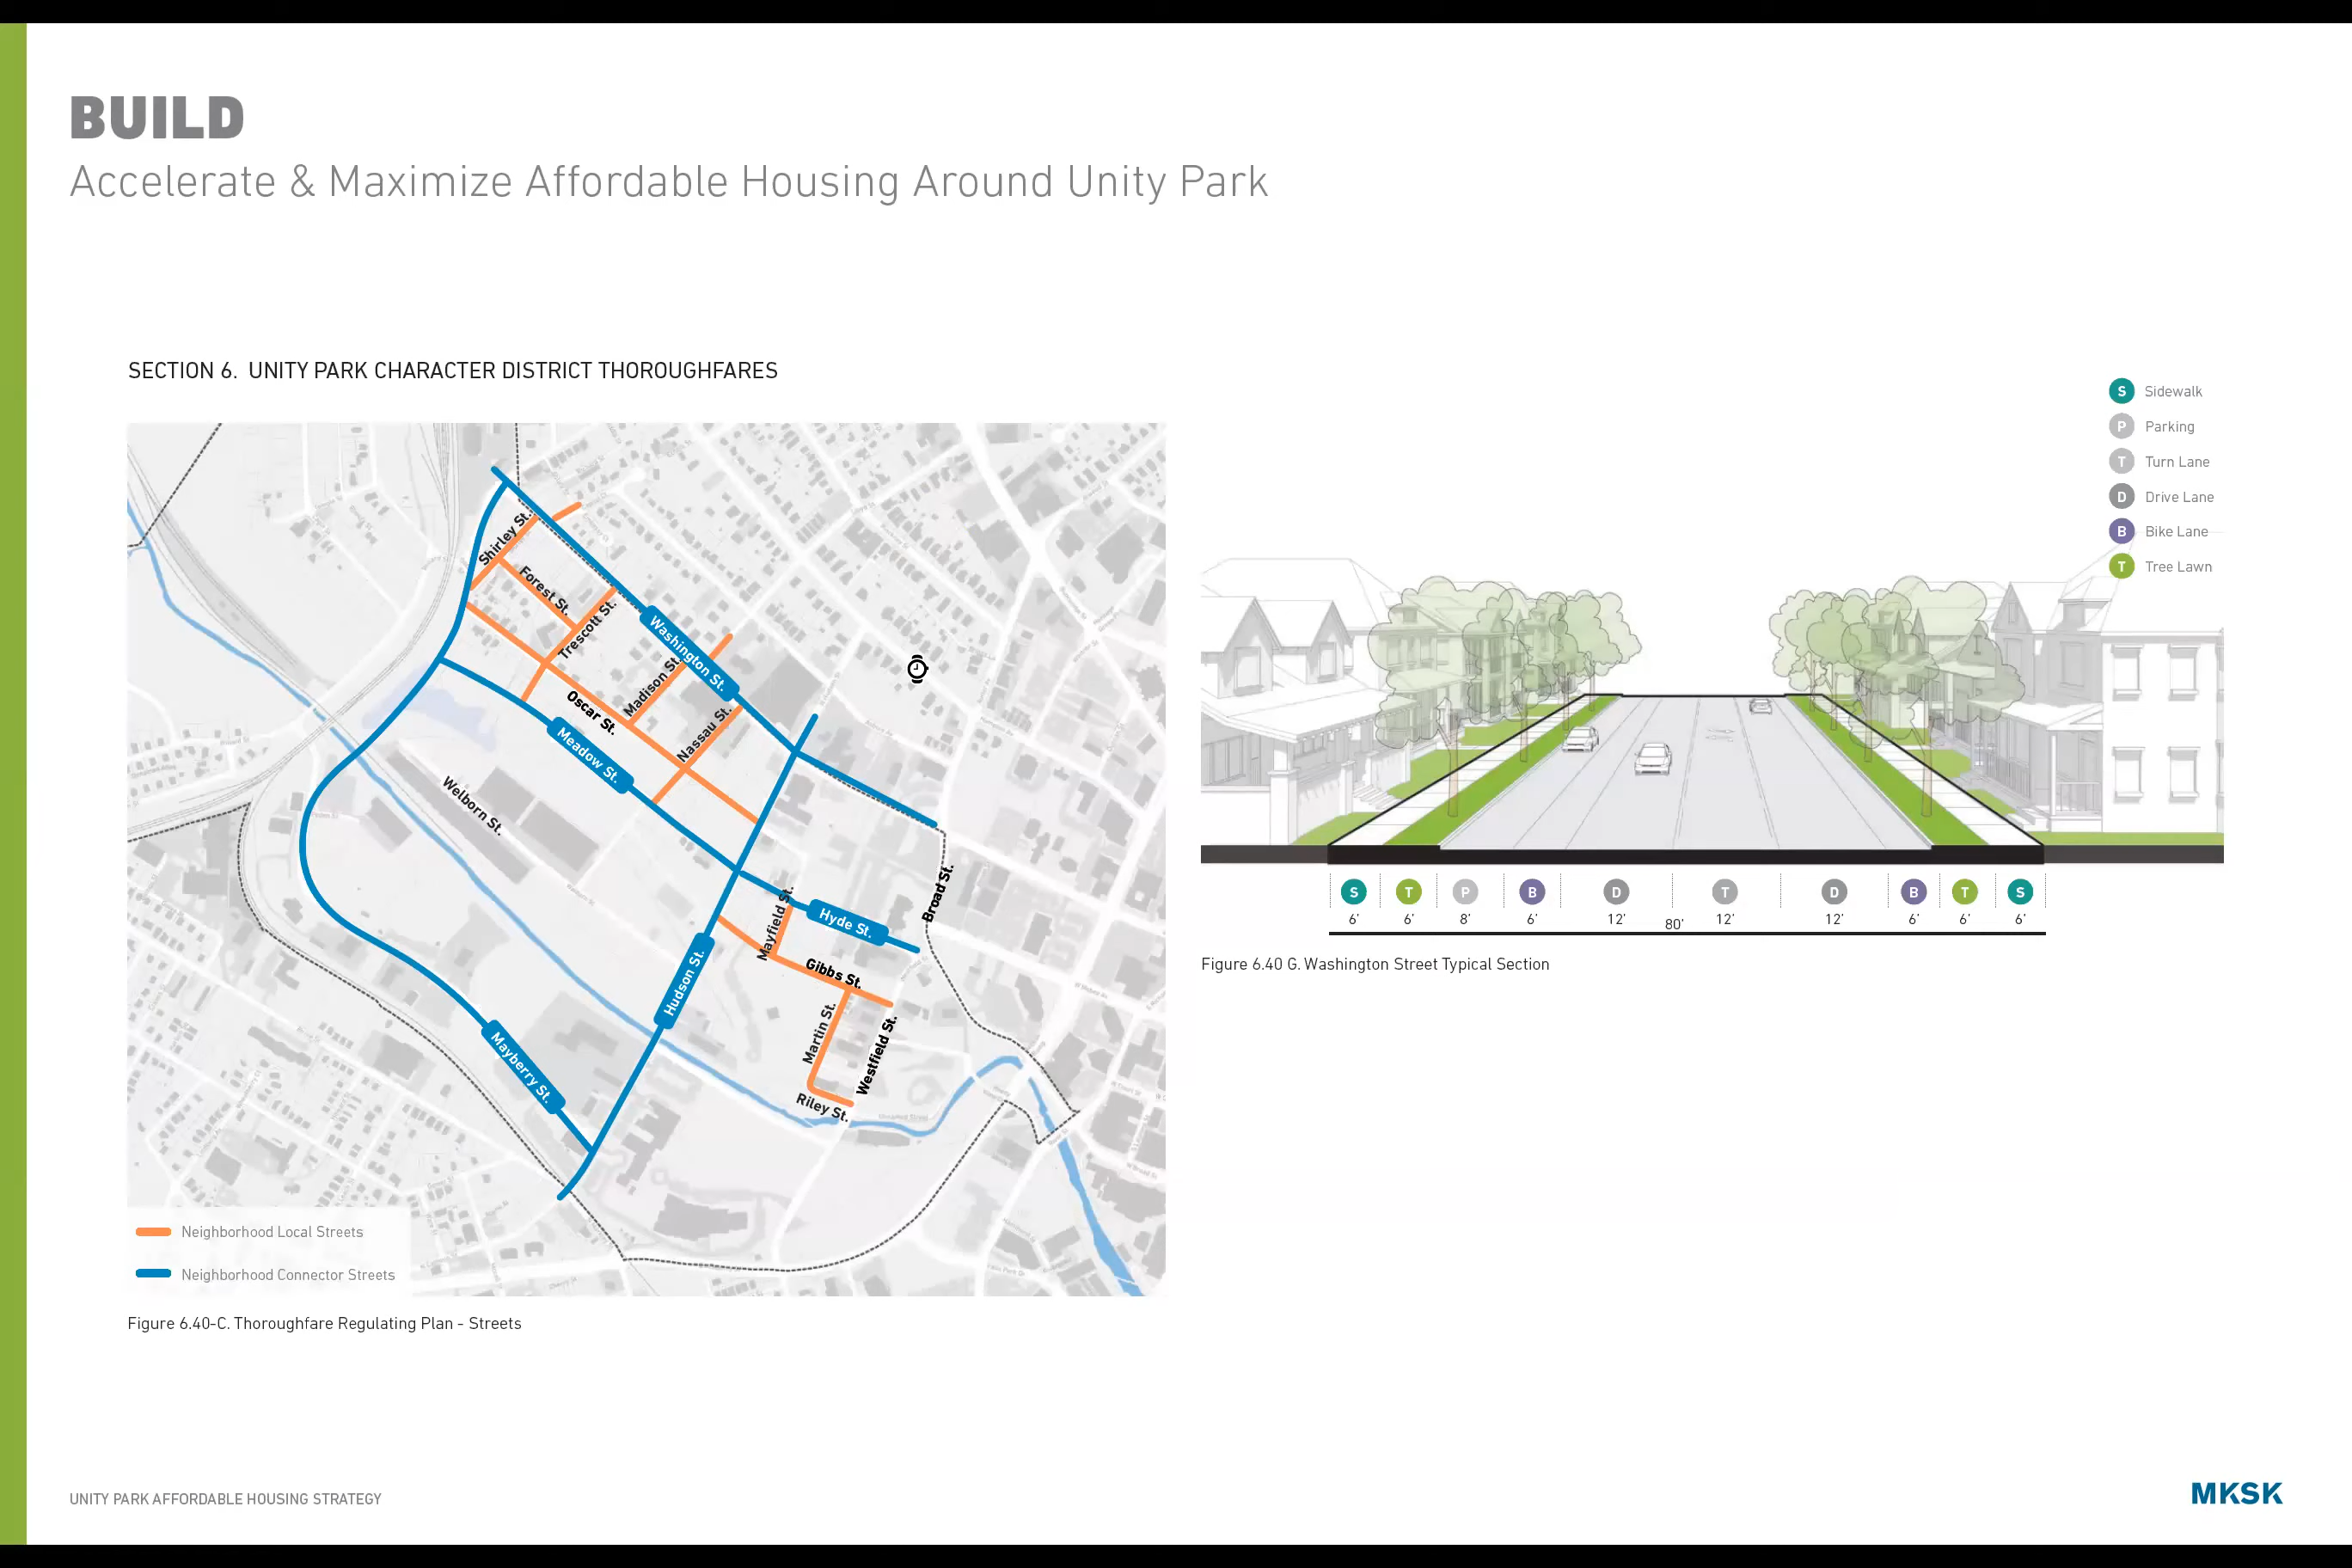 BUILD
Accelerate & Maximize Affordable Housing Around Unity Park
SECTION 6. UNITY PARK CHARACTER DISTRICT THOROUGHFARES
Shirley St.
Forest St.
Trescott St.
Washington St.
Madison St.
Oscar St.
Nassau St.
Meadow St.
Welborn St.
Broad St.
Mayfield St.
Hyde St.
Hudson St.
Gibbs St.
Martin St.
Westfield St.
Mayberry St.
Riley St.
Neighborhood Local Streets
Neighborhood Connector Streets
Figure 6.40-C. Thoroughfare Regulating Plan - Streets
S Sidewalk
P Parking
T Turn Lane
D Drive Lane
B Bike Lane
T Tree Lawn
S T P B D T D B T S
6' 6' 8' 6' 12' 12' 12' 6' 6' 6'
80'
Figure 6.40 G. Washington Street Typical Section
UNITY PARK AFFORDABLE HOUSING STRATEGY
MKSK